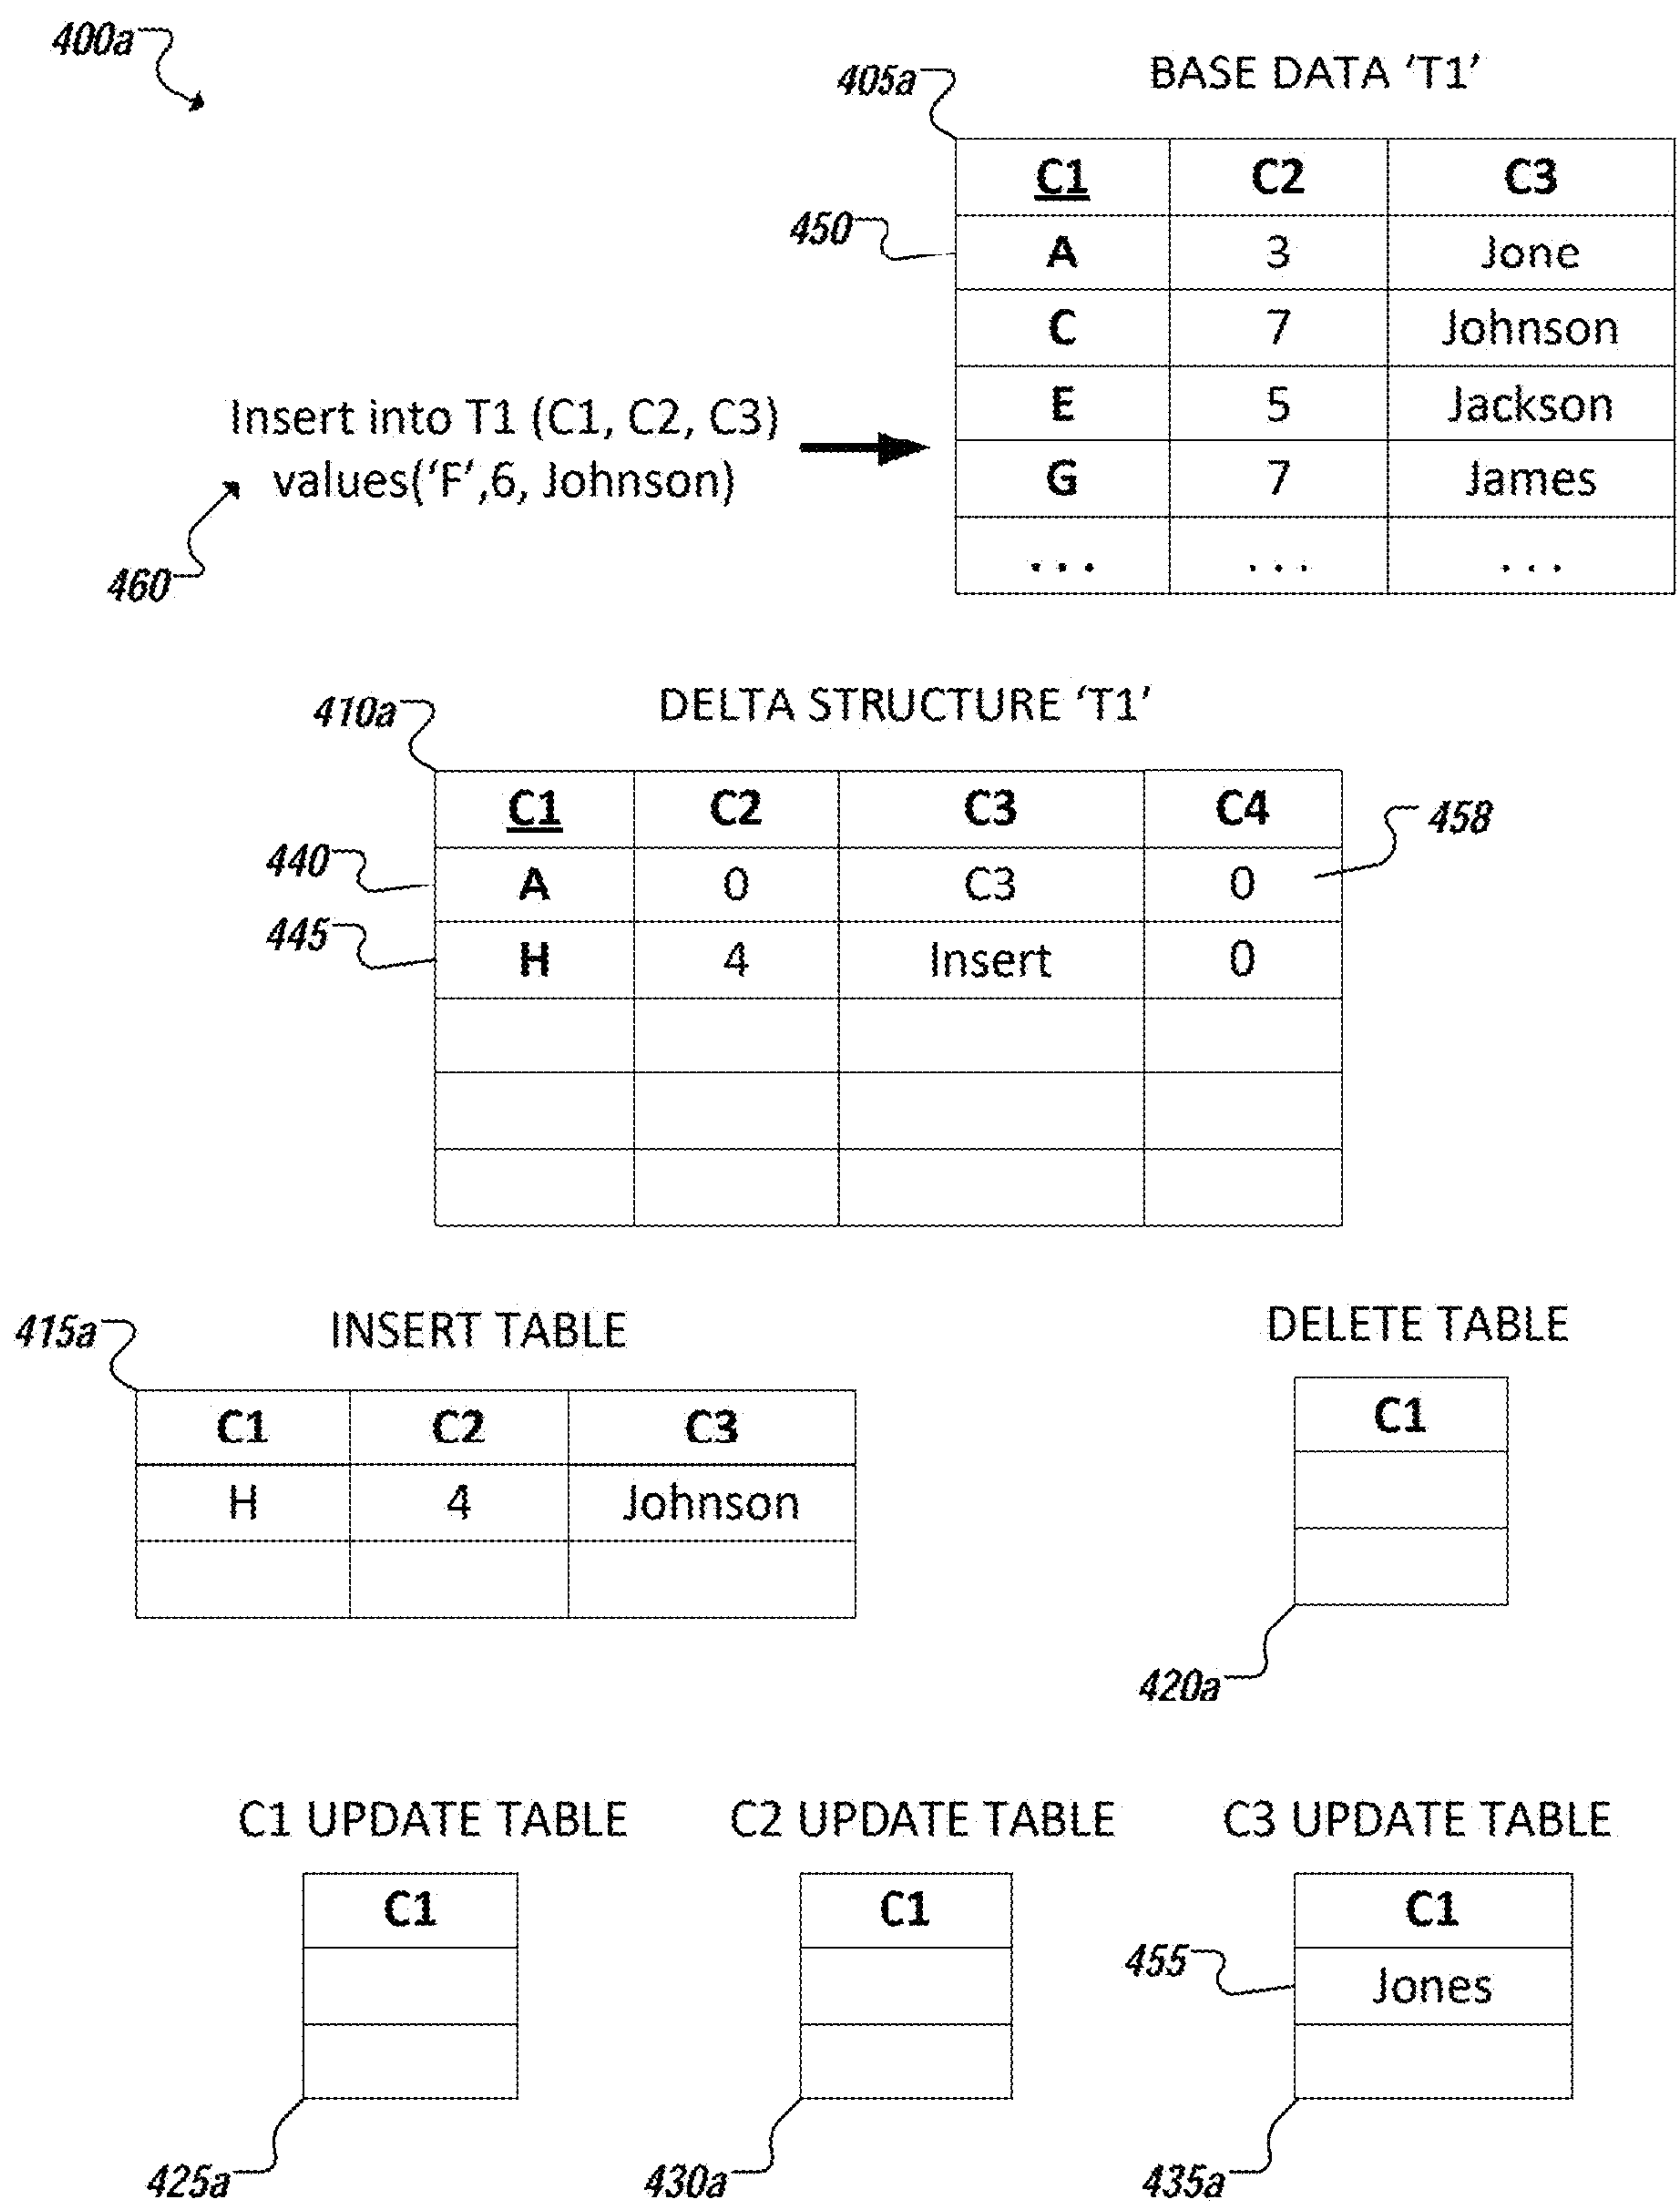 400a
405a
BASE DATA ‘T1’
C1 C2 C3
450
A 3 Jone
C 7 Johnson
E 5 Jackson
G 7 James
... ... ...
Insert into T1 (C1, C2, C3)
values(‘F’,6, Johnson)
460
410a
DELTA STRUCTURE ‘T1’
C1 C2 C3 C4
458
440
A 0 C3 0
445
H 4 Insert 0
415a
INSERT TABLE
C1 C2 C3
H 4 Johnson
DELETE TABLE
C1
420a
C1 UPDATE TABLE
C1
425a
C2 UPDATE TABLE
C1
430a
C3 UPDATE TABLE
C1
455
Jones
435a